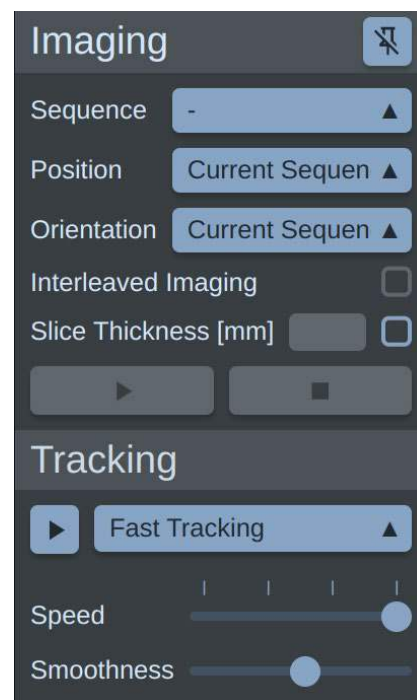 Imaging
Sequence -
Position Current Sequen
Orientation Current Sequen
Interleaved Imaging
Slice Thickness [mm]
Tracking
Fast Tracking
Speed
Smoothness